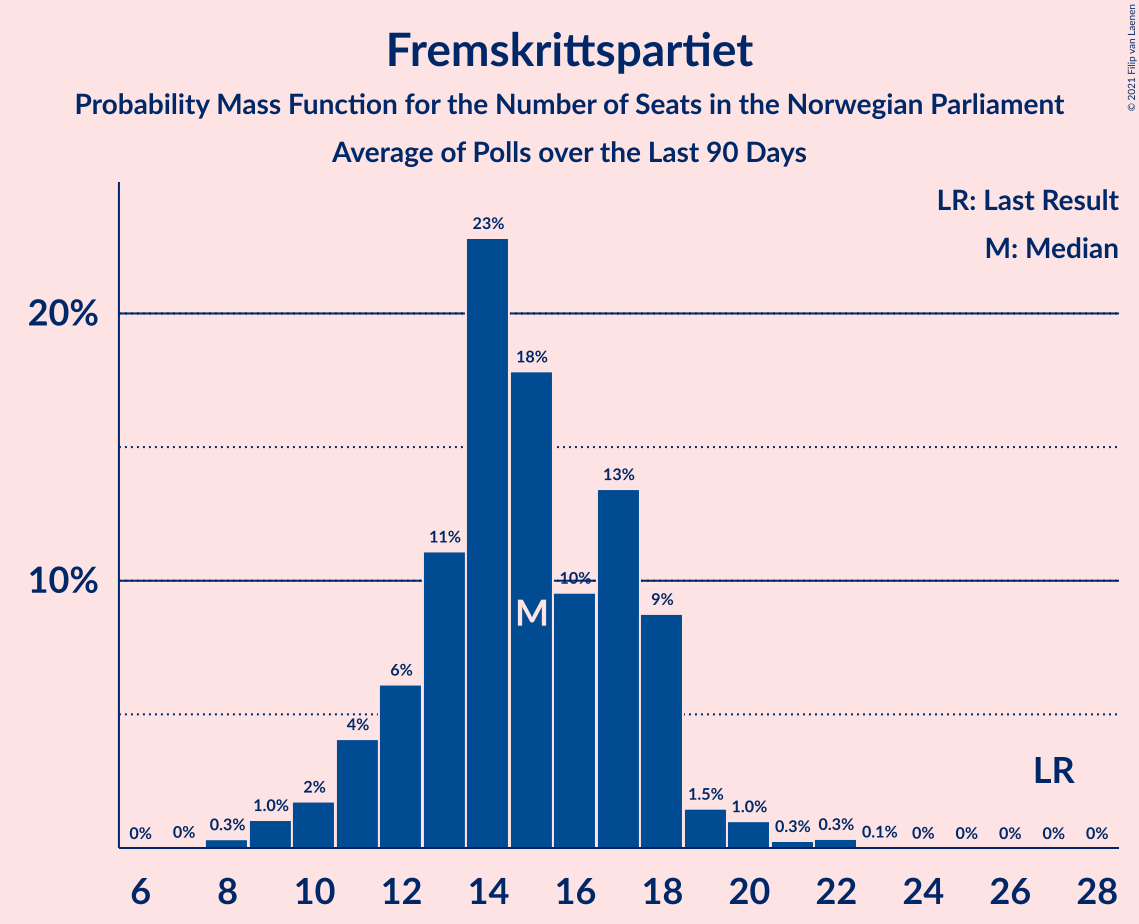 Fremskrittspartiet
Probability Mass Function for the Number of Seats in the Norwegian Parliament
Average of Polls over the Last 90 Days
© 2021 Filip van Laenen
LR: Last Result
M: Median
20%
10%
0%
0%
0.3%
1.0%
2%
4%
6%
11%
23%
18%
10%
13%
9%
1.5%
1.0%
0.3%
0.3%
0.1%
0%
0%
0%
0%
0%
M
LR
6 8 10 12 14 16 18 20 22 24 26 28